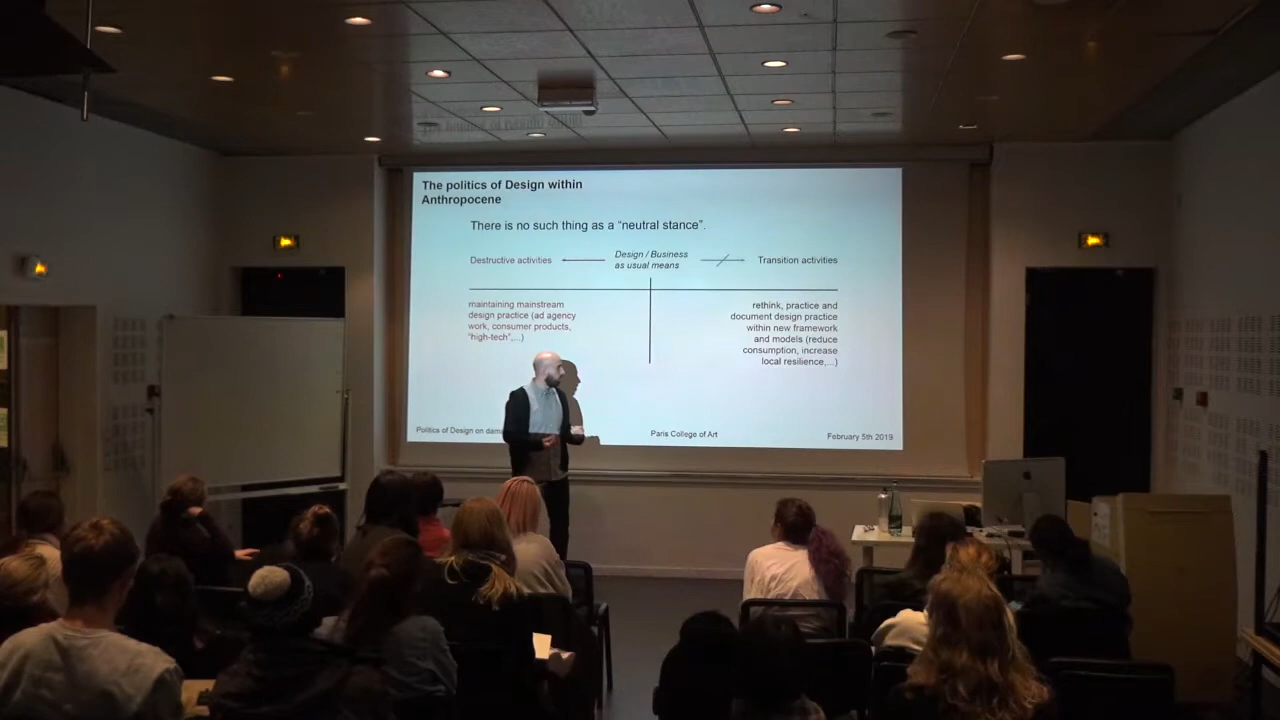 The politics of Design within
Anthropocene
There is no such thing as a “neutral stance”.
Destructive activities
Design / Business
as usual means
Transition activities
maintaining mainstream
design practice (ad agency
work, consumer products,
“high-tech”,...)
rethink, practice and
document design practice
within new framework
and models (reduce
consumption, increase
local resilience,...)
Politics of Design on
Paris College of Art
February 5th 2019